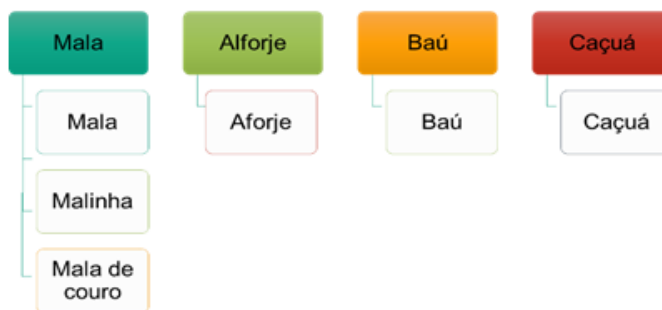 Mala
Alforje
Baú
Caçuá
Mala
Aforje
Baú
Caçuá
Malinha
Mala de
couro